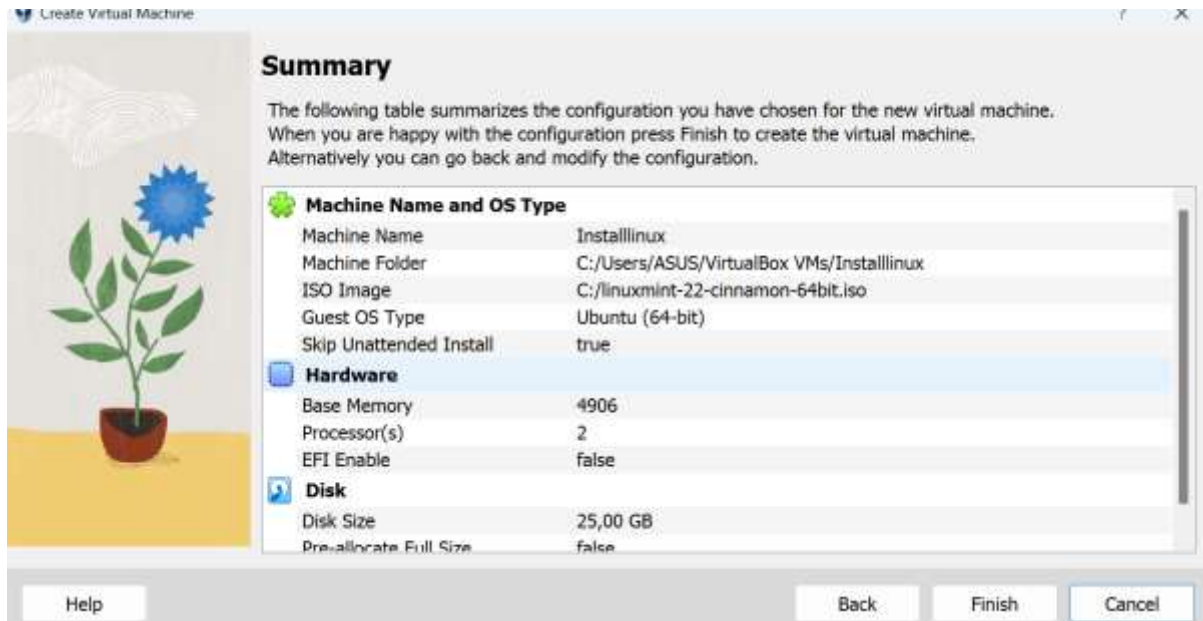 Create Virtual Machine
Summary
The following table summarizes the configuration you have chosen for the new virtual machine.
When you are happy with the configuration press Finish to create the virtual machine.
Alternatively you can go back and modify the configuration.
Machine Name and OS Type
Machine Name Installlinux
Machine Folder C:/Users/ASUS/VirtualBox VMs/Installlinux
ISO Image C:/linuxmint-22-cinnamon-64bit.iso
Guest OS Type Ubuntu (64-bit)
Skip Unattended Install true
Hardware
Base Memory 4906
Processor(s) 2
EFI Enable false
Disk
Disk Size 25,00 GB
Pre-allocate Full Size false
Help Back Finish Cancel